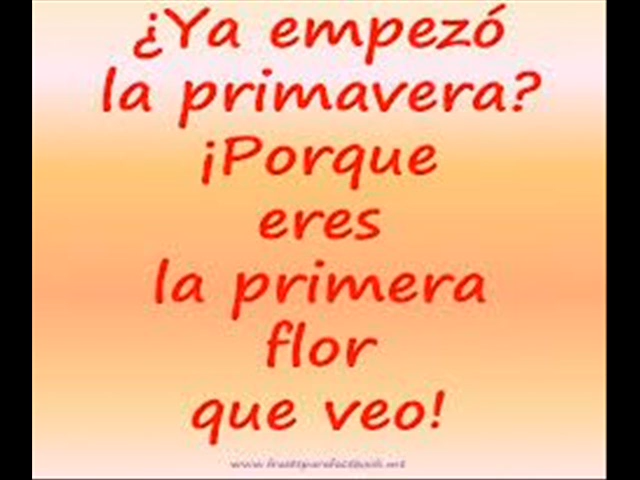 ¿Ya empezó
la primavera?
¡Porque
eres
la primera
flor
que veo!